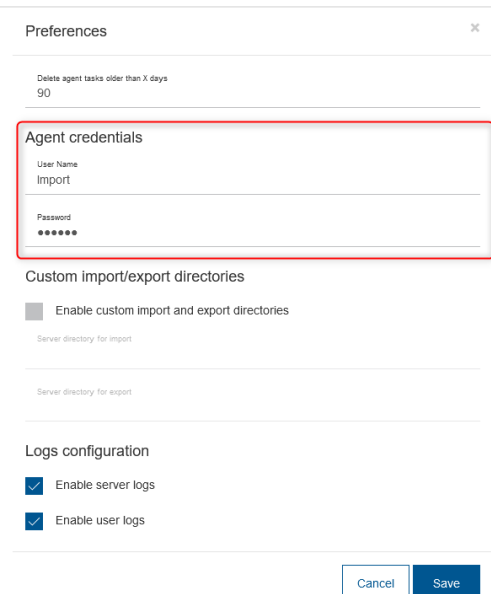 Preferences
Delete agent tasks older than X days
90
Agent credentials
User Name
Import
Password
●●●●●●
Custom import/export directories
Enable custom import and export directories
Server directory for import
Server directory for export
Logs configuration
Enable server logs
Enable user logs
Cancel Save